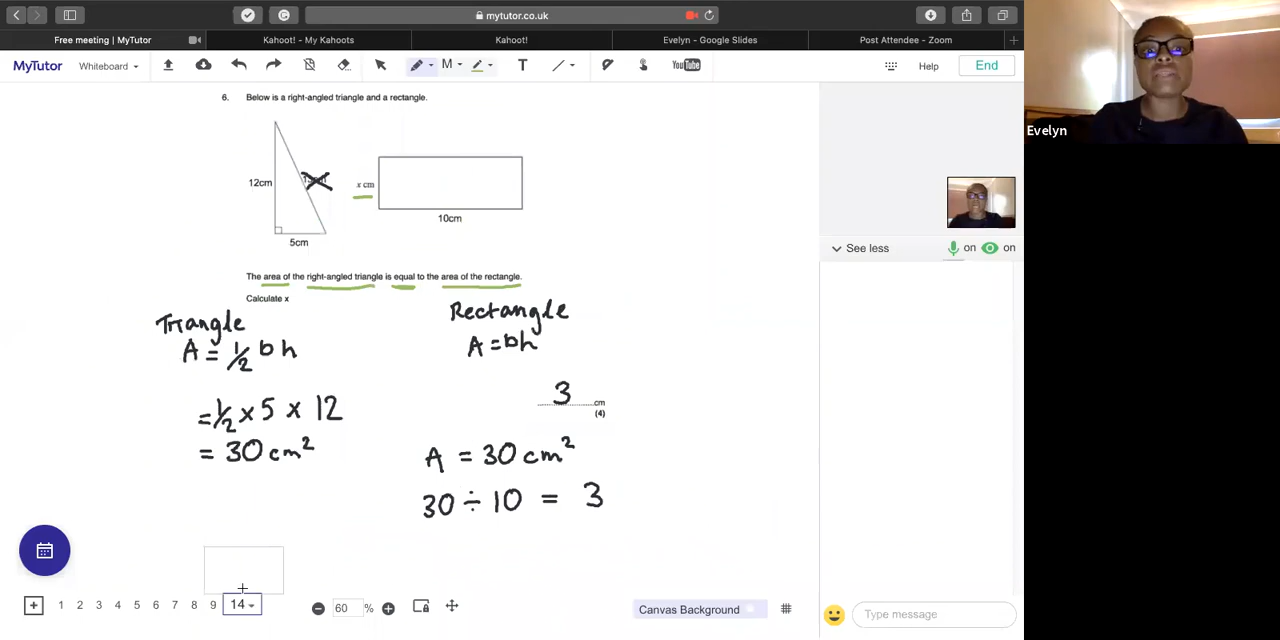 mytutor.co.uk
Free meeting | MyTutor
Kahoot! - My Kahoots
Kahoot!
Evelyn - Google Slides
Post Attendee - Zoom
MyTutor
Whiteboard
M
T
YouTube
Help
End
6. Below is a right-angled triangle and a rectangle.
12cm
x cm
10cm
5cm
The area of the right-angled triangle is equal to the area of the rectangle.
Calculate x
Triangle
A = 1/2 b h
= 1/2 × 5 × 12
= 30 cm²
Rectangle
A = bh
3 cm
(4)
A = 30 cm²
30 ÷ 10 = 3
1 2 3 4 5 6 7 8 9 14
60 %
Canvas Background
Evelyn
See less
on
on
Type message